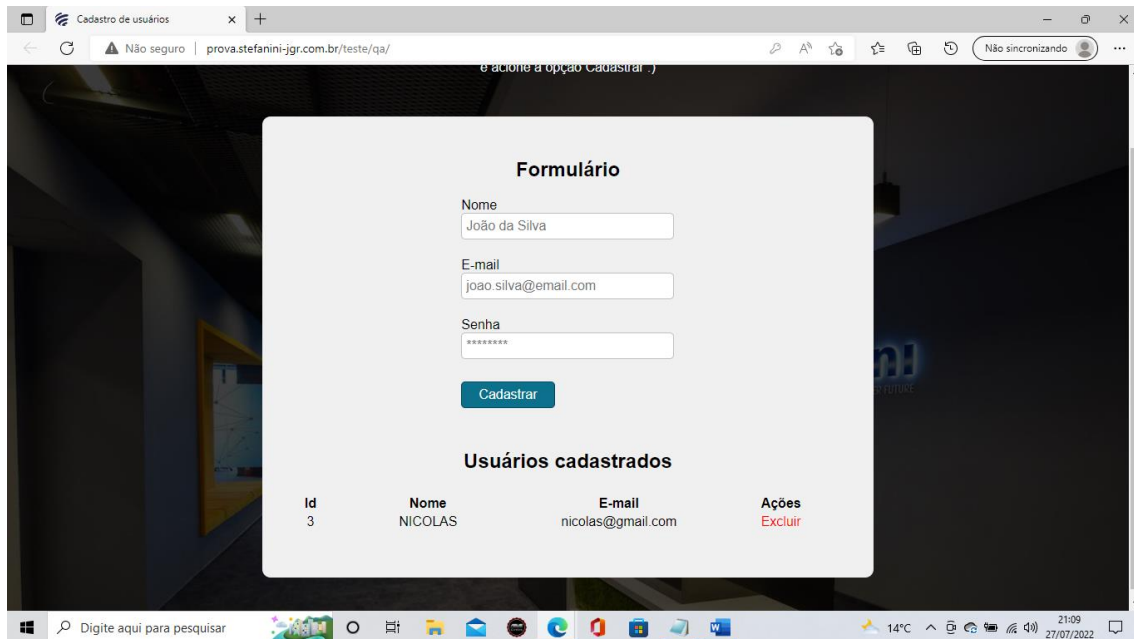 Cadastro de usuários
Não seguro | prova.stefanini-jgr.com.br/teste/qa/
Não sincronizando
e acione a opção Cadastrar :)
Formulário
Nome
João da Silva
E-mail
joao.silva@email.com
Senha
********
Cadastrar
Usuários cadastrados
Id Nome E-mail Ações
3 NICOLAS nicolas@gmail.com Excluir
Digite aqui para pesquisar
14°C
21:09
27/07/2022